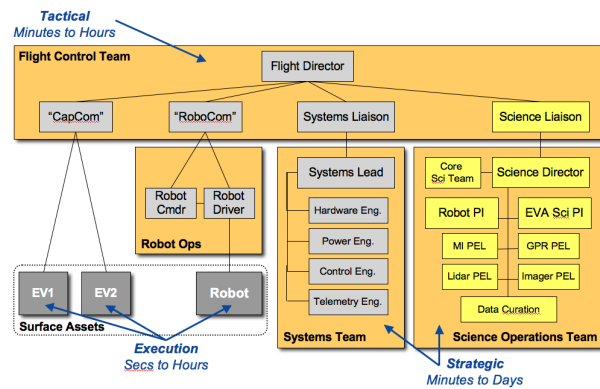 Tactical
Minutes to Hours
Flight Control Team
Flight Director
“CapCom”
“RoboCom”
Systems Liaison
Science Liaison
Robot
Cmdr
Robot
Driver
Robot Ops
Systems Lead
Hardware Eng.
Power Eng.
Control Eng.
Telemetry Eng.
Systems Team
Core
Sci Team
Science Director
Robot PI
EVA Sci PI
MI PEL
GPR PEL
Lidar PEL
Imager PEL
Data Curation
Science Operations Team
EV1
EV2
Robot
Surface Assets
Execution
Secs to Hours
Strategic
Minutes to Days